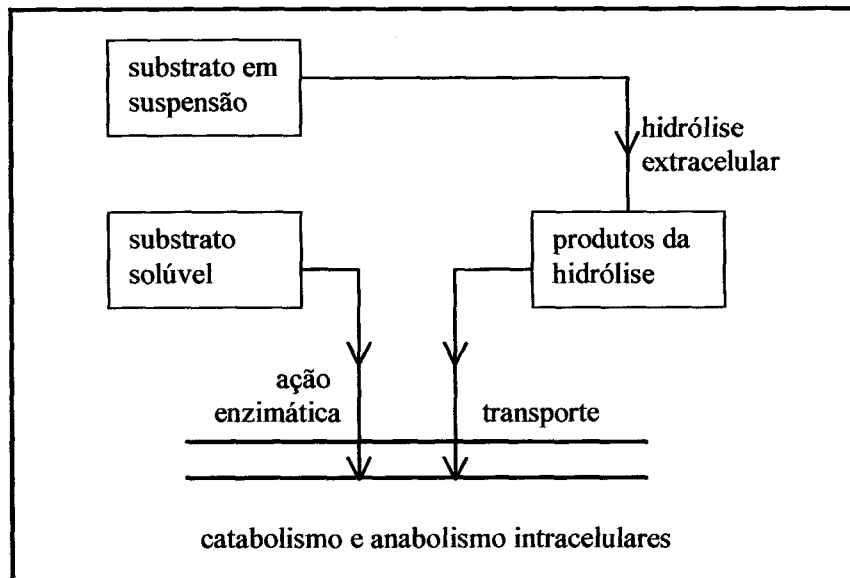 substrato em
suspensão
hidrólise
extracelular
substrato
solúvel
produtos da
hidrólise
ação
enzimática
transporte
catabolismo e anabolismo intracelulares